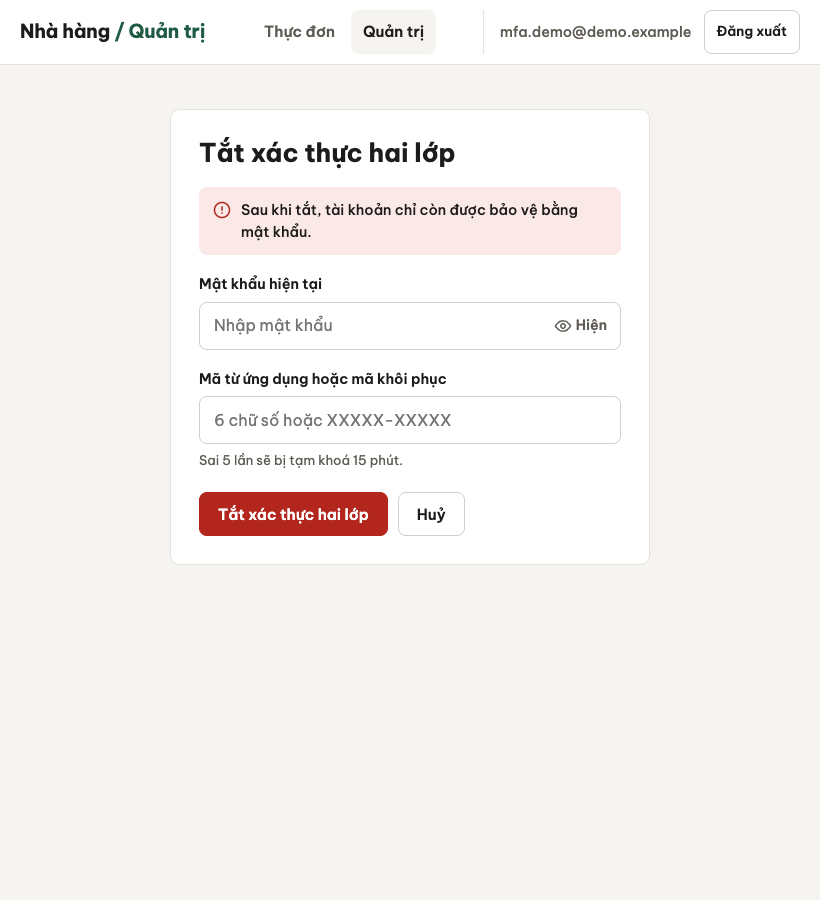 Nhà hàng / Quản trị
Thực đơn
Quản trị
mfa.demo@demo.example
Đăng xuất
Tắt xác thực hai lớp
Sau khi tắt, tài khoản chỉ còn được bảo vệ bằng
mật khẩu.
Mật khẩu hiện tại
Nhập mật khẩu
Hiện
Mã từ ứng dụng hoặc mã khôi phục
6 chữ số hoặc XXXXX-XXXXX
Sai 5 lần sẽ bị tạm khoá 15 phút.
Tắt xác thực hai lớp
Huỷ